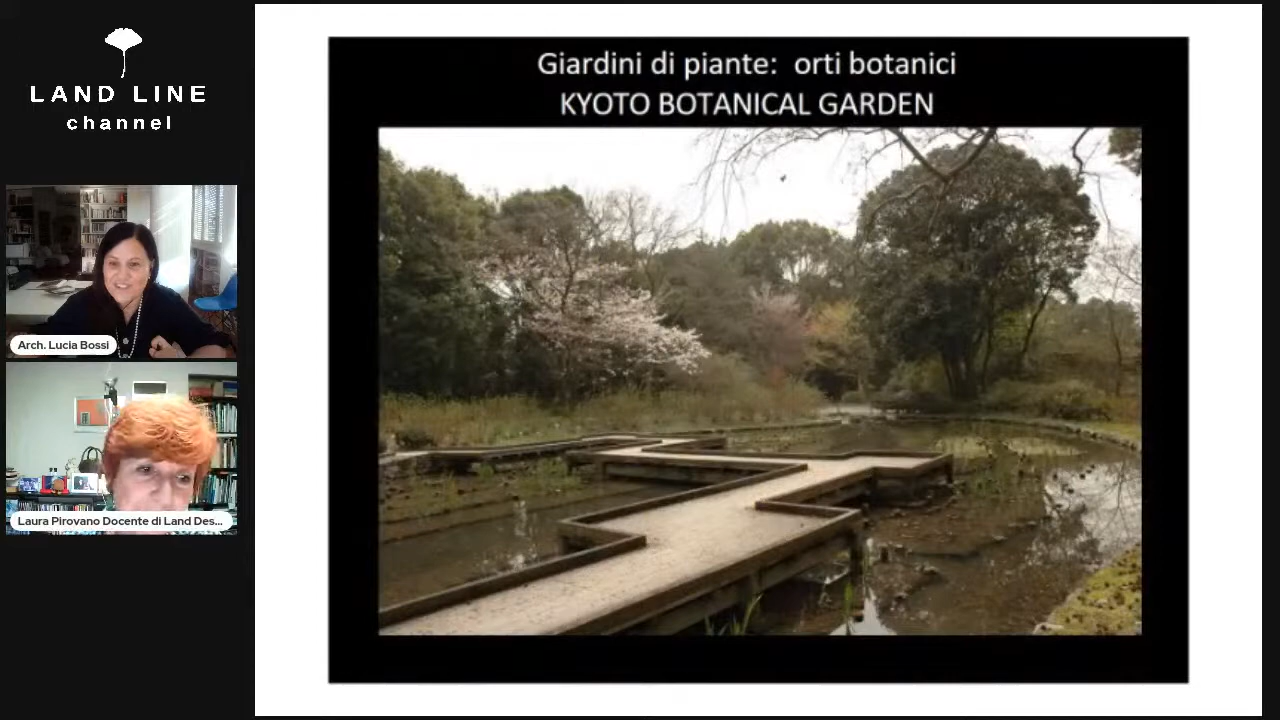 LAND LINE
channel
Arch. Lucia Bossi
Laura Pirovano Docente di Land Des...
Giardini di piante: orti botanici
KYOTO BOTANICAL GARDEN